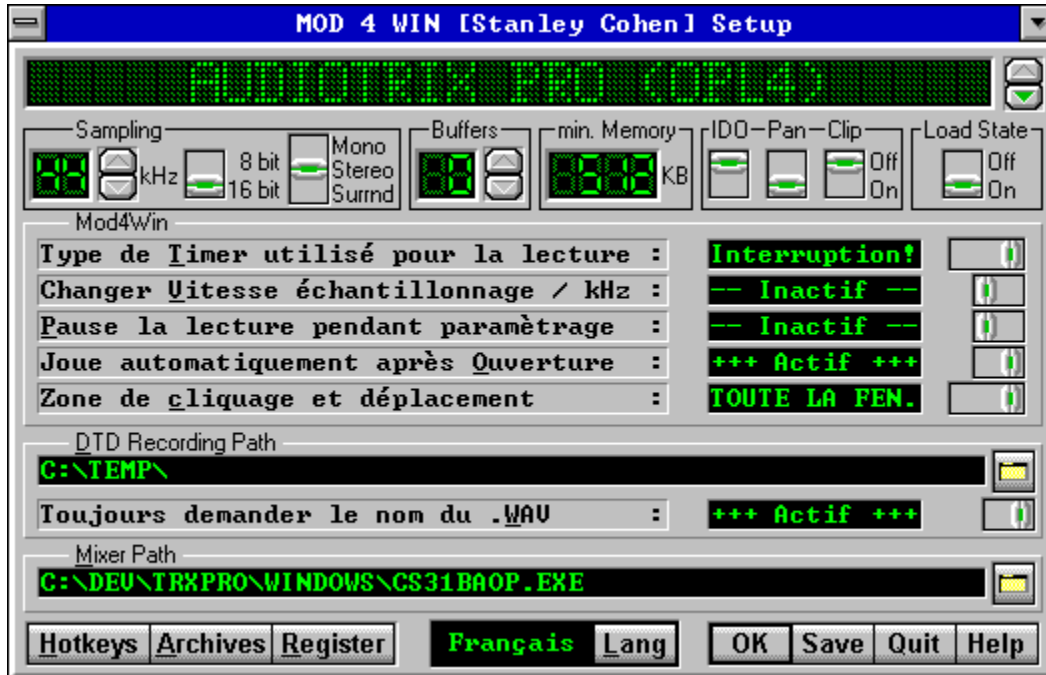 MOD 4 WIN [Stanley Cohen] Setup
AUDIOTRIX PRO (OPL4)
Sampling Buffers min. Memory IDO Pan Clip Load State
44 kHz 8 bit 16 bit Mono Stereo Surrnd 8 512 KB Off On Off On
Mod4Win
Type de Timer utilisé pour la lecture : Interruption!
Changer Vitesse échantillonnage / kHz : -- Inactif --
Pause la lecture pendant paramètrage : -- Inactif --
Joue automatiquement après Ouverture : +++ Actif +++
Zone de cliquage et déplacement : TOUTE LA FEN.
DTD Recording Path
C:\TEMP\
Toujours demander le nom du .WAV : +++ Actif +++
Mixer Path
C:\DEV\TRXPRO\WINDOWS\CS31BAOP.EXE
Hotkeys Archives Register Français Lang OK Save Quit Help